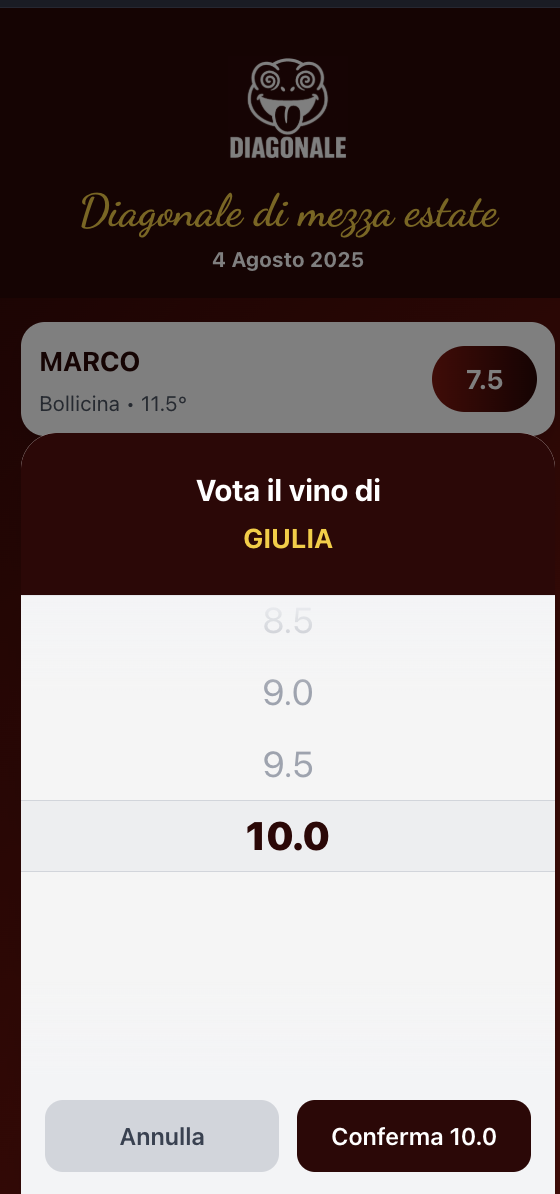 DIAGONALE
Diagonale di mezza estate
4 Agosto 2025
MARCO
7.5
Bollicina • 11.5°
Vota il vino di
GIULIA
8.5
9.0
9.5
10.0
Annulla
Conferma 10.0